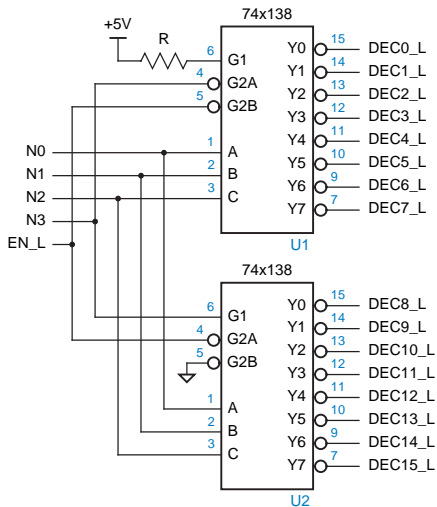 74x138
+5V
R
6 G1
4 G2A
5 G2B
N0 1 A
N1 2 B
N2 3 C
N3
EN_L
Y0 15 DEC0_L
Y1 14 DEC1_L
Y2 13 DEC2_L
Y3 12 DEC3_L
Y4 11 DEC4_L
Y5 10 DEC5_L
Y6 9 DEC6_L
Y7 7 DEC7_L
U1
74x138
6 G1
4 G2A
5 G2B
1 A
2 B
3 C
Y0 15 DEC8_L
Y1 14 DEC9_L
Y2 13 DEC10_L
Y3 12 DEC11_L
Y4 11 DEC12_L
Y5 10 DEC13_L
Y6 9 DEC14_L
Y7 7 DEC15_L
U2